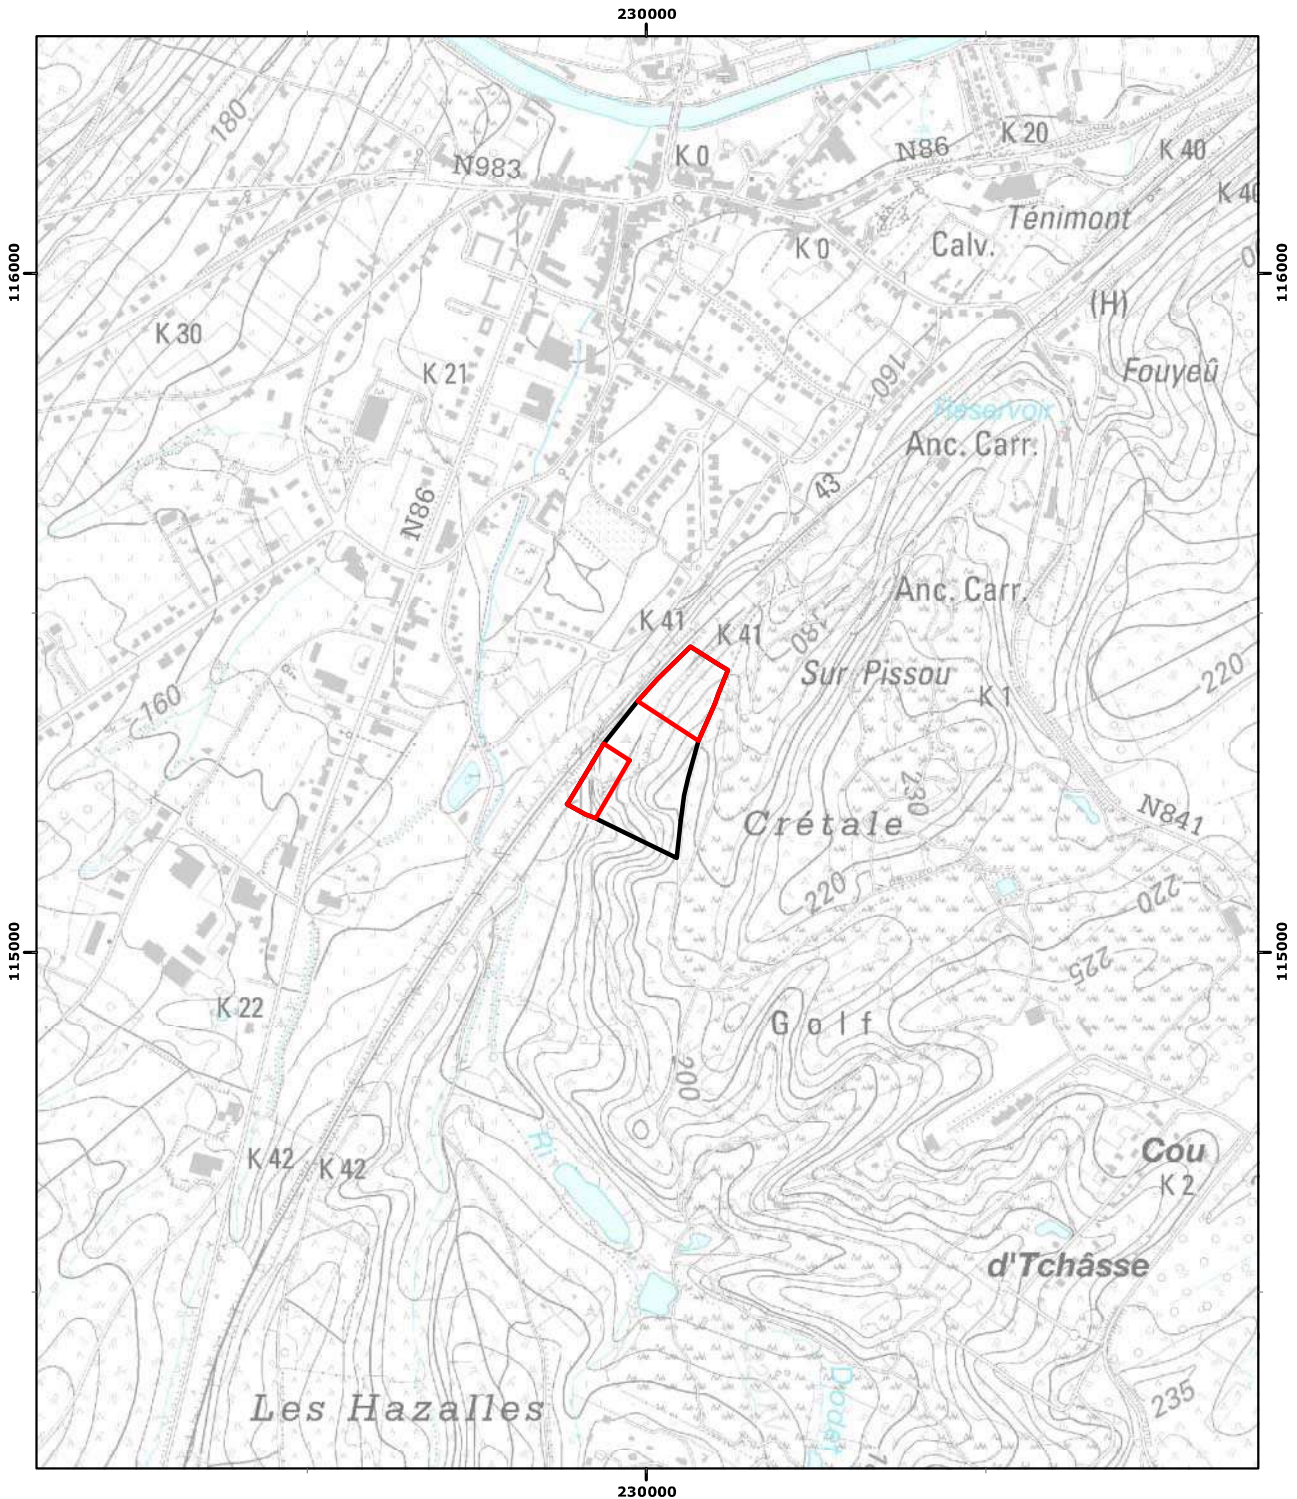 230000
180
N983
K 0
N86
K 20
K 40
K 40
Ténimont
Calv.
K 0
116000
116000
(H)
K 30
K 21
160
Fouyeû
Réservoir
Anc. Carr.
43
N86
Anc. Carr.
K 41
K 41
180
Sur Pissou
220
K 1
160
230
Crétale
N841
220
220
115000
115000
225
K 22
Golf
200
Ri
Cou
K 42
K 42
K 2
d'Tchâsse
Dodet
235
Les Hazalles
230000